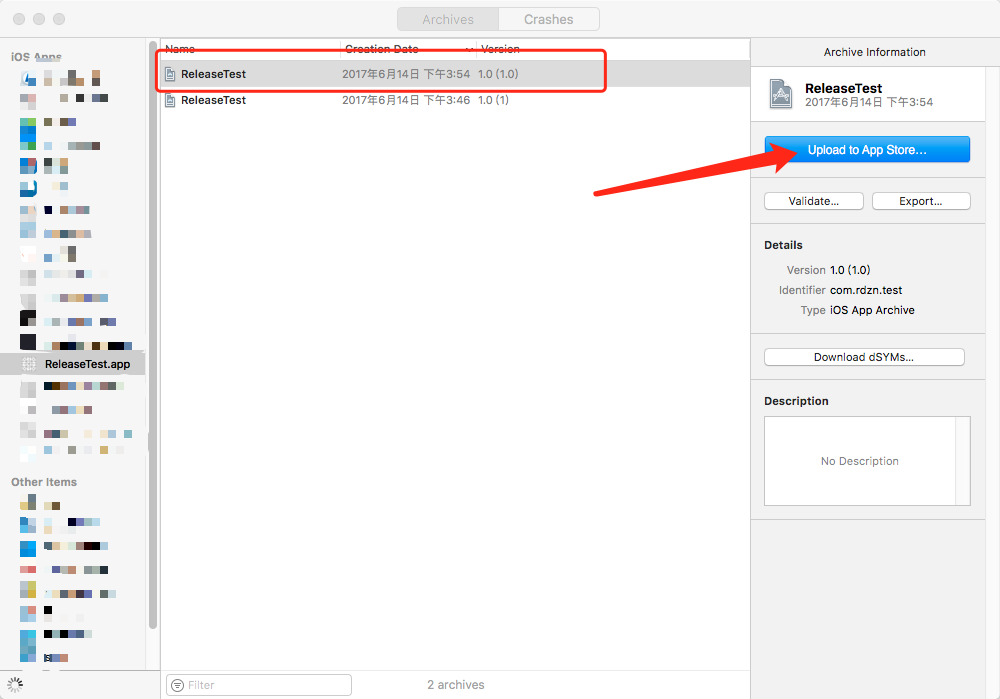 Archives Crashes
iOS Apps
ReleaseTest.app
Other Items
Name Creation Date Version
ReleaseTest 2017年6月14日 下午3:54 1.0 (1.0)
ReleaseTest 2017年6月14日 下午3:46 1.0 (1)
Filter
2 archives
Archive Information
ReleaseTest
2017年6月14日 下午3:54
Upload to App Store...
Validate... Export...
Details
Version 1.0 (1.0)
Identifier com.rdzn.test
Type iOS App Archive
Download dSYMs...
Description
No Description